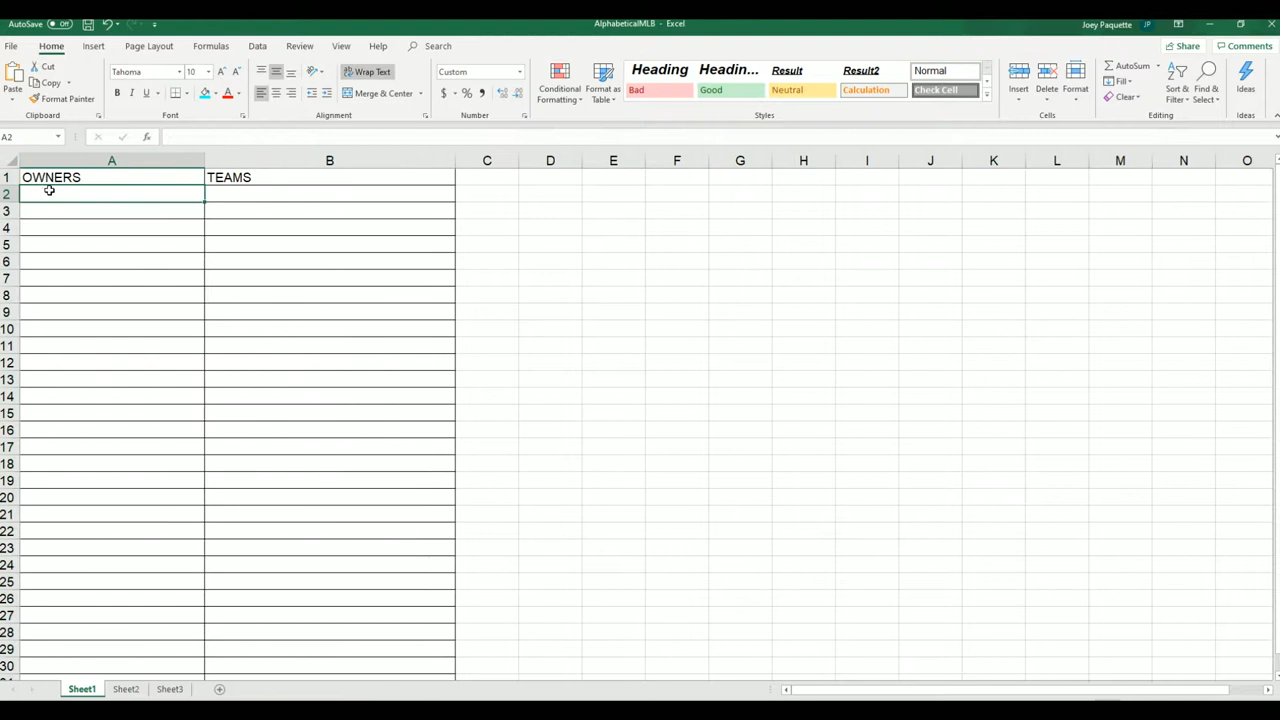 AutoSave Off AlphabeticalMLB - Excel Joey Paquette JP
File Home Insert Page Layout Formulas Data Review View Help Search Share Comments
Paste Cut Copy Format Painter Clipboard
Tahoma 10 A A B I U A Font
Wrap Text Merge & Center Alignment
Custom $ % , Number
Conditional Formatting Format as Table
Heading Headin... Result Result2 Normal
Bad Good Neutral Calculation Check Cell
Styles
Insert Delete Format Cells
AutoSum Fill Clear Sort & Filter Find & Select Editing
Ideas Ideas
A2 fx
A B C D E F G H I J K L M N O
1 OWNERS TEAMS
2
3
4
5
6
7
8
9
10
11
12
13
14
15
16
17
18
19
20
21
22
23
24
25
26
27
28
29
30
Sheet1 Sheet2 Sheet3